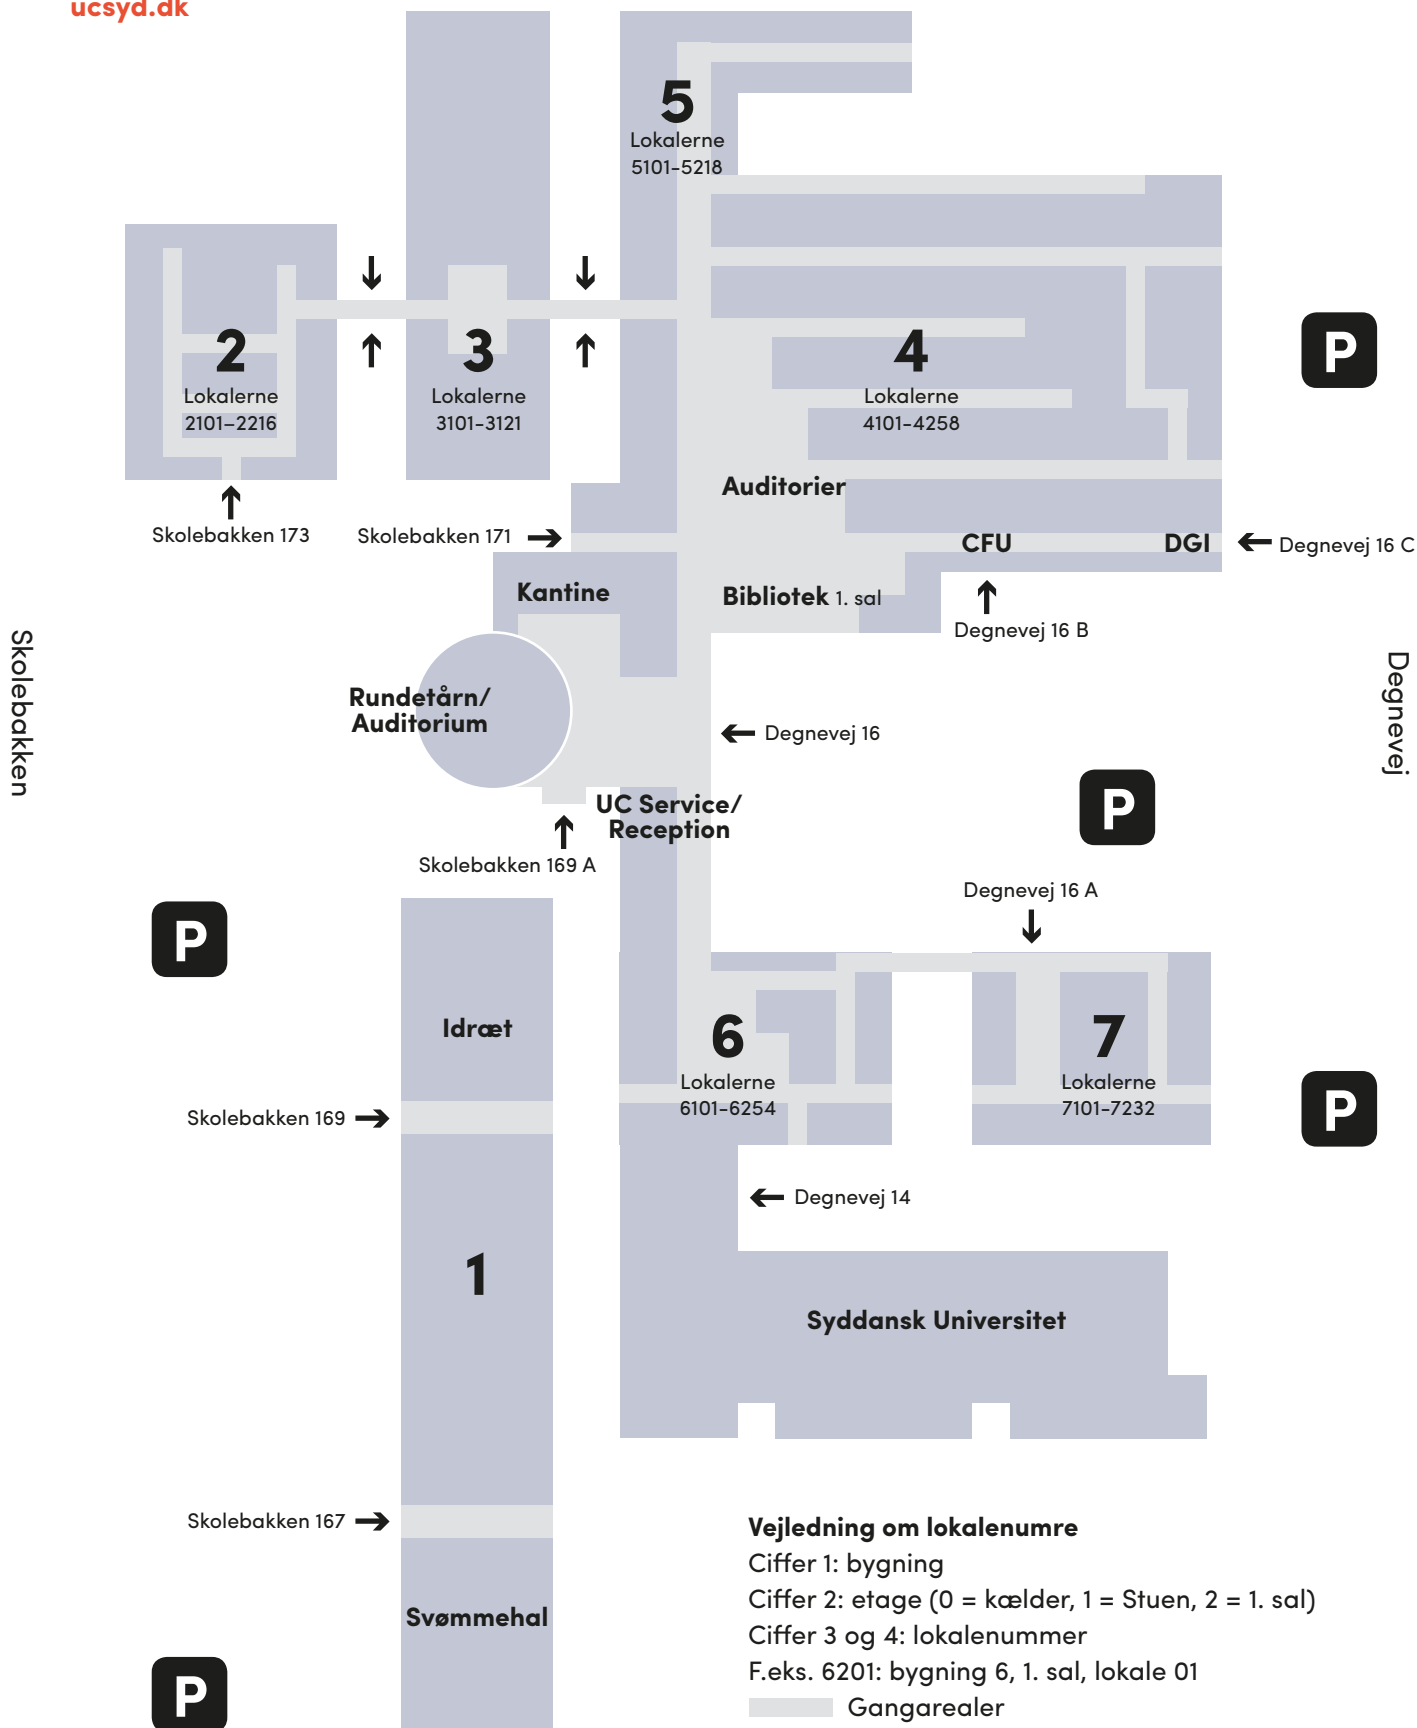 ucsyd.dk
5
Lokalerne
5101-5218
2
Lokalerne
2101–2216
3
Lokalerne
3101-3121
4
Lokalerne
4101-4258
P
Auditorier
Skolebakken 173
Skolebakken 171
CFU
DGI
Degnevej 16 C
Kantine
Bibliotek 1. sal
Degnevej 16 B
Skolebakken
Degnevej
Rundetårn/
Auditorium
Degnevej 16
UC Service/
Reception
P
Skolebakken 169 A
Degnevej 16 A
P
Idræt
6
Lokalerne
6101-6254
7
Lokalerne
7101-7232
P
Skolebakken 169
Degnevej 14
1
Syddansk Universitet
Skolebakken 167
Svømmehal
P
Vejledning om lokalenumre
Ciffer 1: bygning
Ciffer 2: etage (0 = kælder, 1 = Stuen, 2 = 1. sal)
Ciffer 3 og 4: lokalenummer
F.eks. 6201: bygning 6, 1. sal, lokale 01
Gangarealer